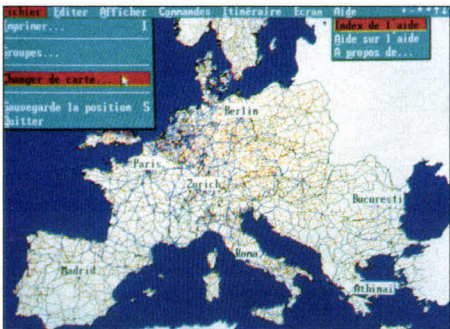 Fichier Editer Afficher Commandes Itinéraire Ecran Aide
Imprimer... I
Groupes...
Changer de carte...
Sauvegarde la position S
Quitter
Index de l'aide
Aide sur l'aide
A propos de...
Berlin
Paris
Zurich
Bucuresti
Roma
Madrid
Athinai